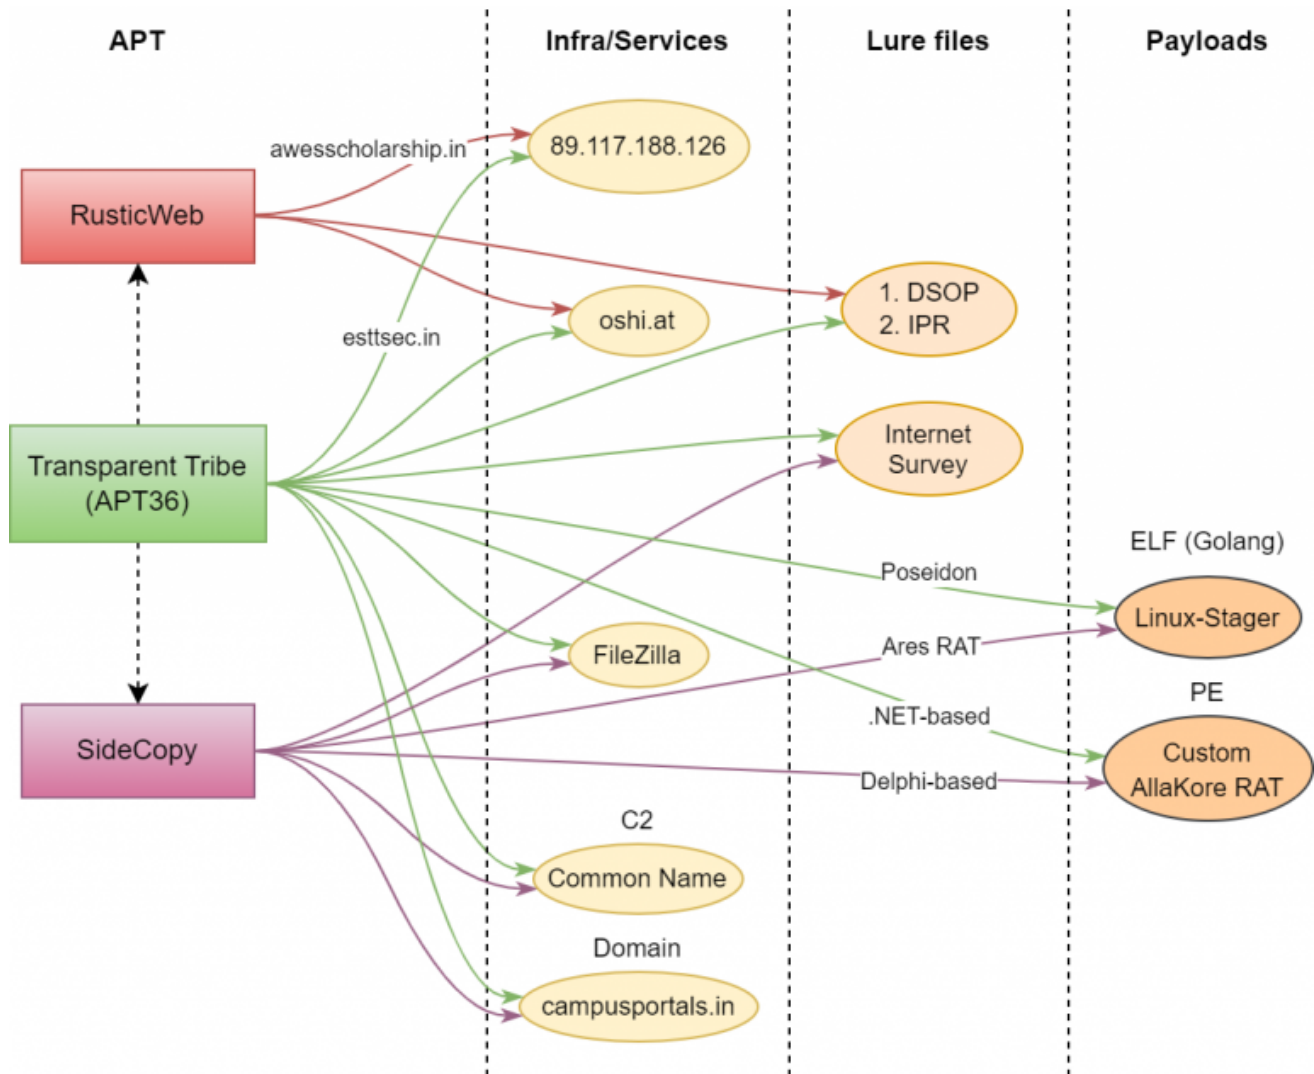 APT
Infra/Services
Lure files
Payloads
awesscholarship.in
89.117.188.126
RusticWeb
1. DSOP
2. IPR
oshi.at
esttsec.in
Internet
Survey
Transparent Tribe
(APT36)
ELF (Golang)
Poseidon
Linux-Stager
Ares RAT
FileZilla
PE
.NET-based
SideCopy
Custom
AllaKore RAT
Delphi-based
C2
Common Name
Domain
campusportals.in